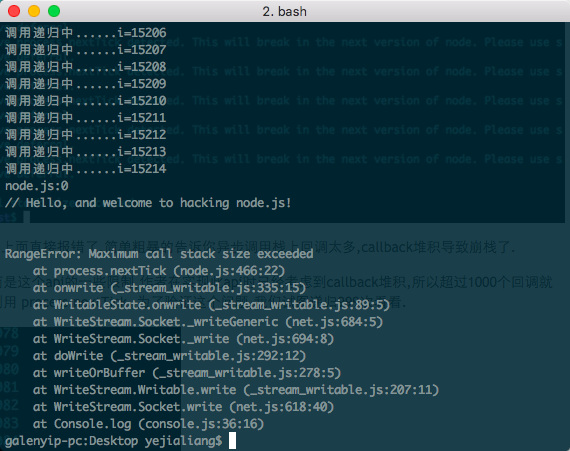 2. bash
调用递归中......i=15206
调用递归中......i=15207
调用递归中......i=15208
调用递归中......i=15209
调用递归中......i=15210
调用递归中......i=15211
调用递归中......i=15212
调用递归中......i=15213
调用递归中......i=15214
node.js:0
// Hello, and welcome to hacking node.js!
RangeError: Maximum call stack size exceeded
at process.nextTick (node.js:466:22)
at onwrite (_stream_writable.js:335:15)
at WritableState.onwrite (_stream_writable.js:89:5)
at WriteStream.Socket._writeGeneric (net.js:684:5)
at WriteStream.Socket._write (net.js:694:8)
at doWrite (_stream_writable.js:292:12)
at writeOrBuffer (_stream_writable.js:278:5)
at WriteStream.Writable.write (_stream_writable.js:207:11)
at WriteStream.Socket.write (net.js:618:40)
at Console.log (console.js:36:16)
galenyip-pc:Desktop yejialiang$